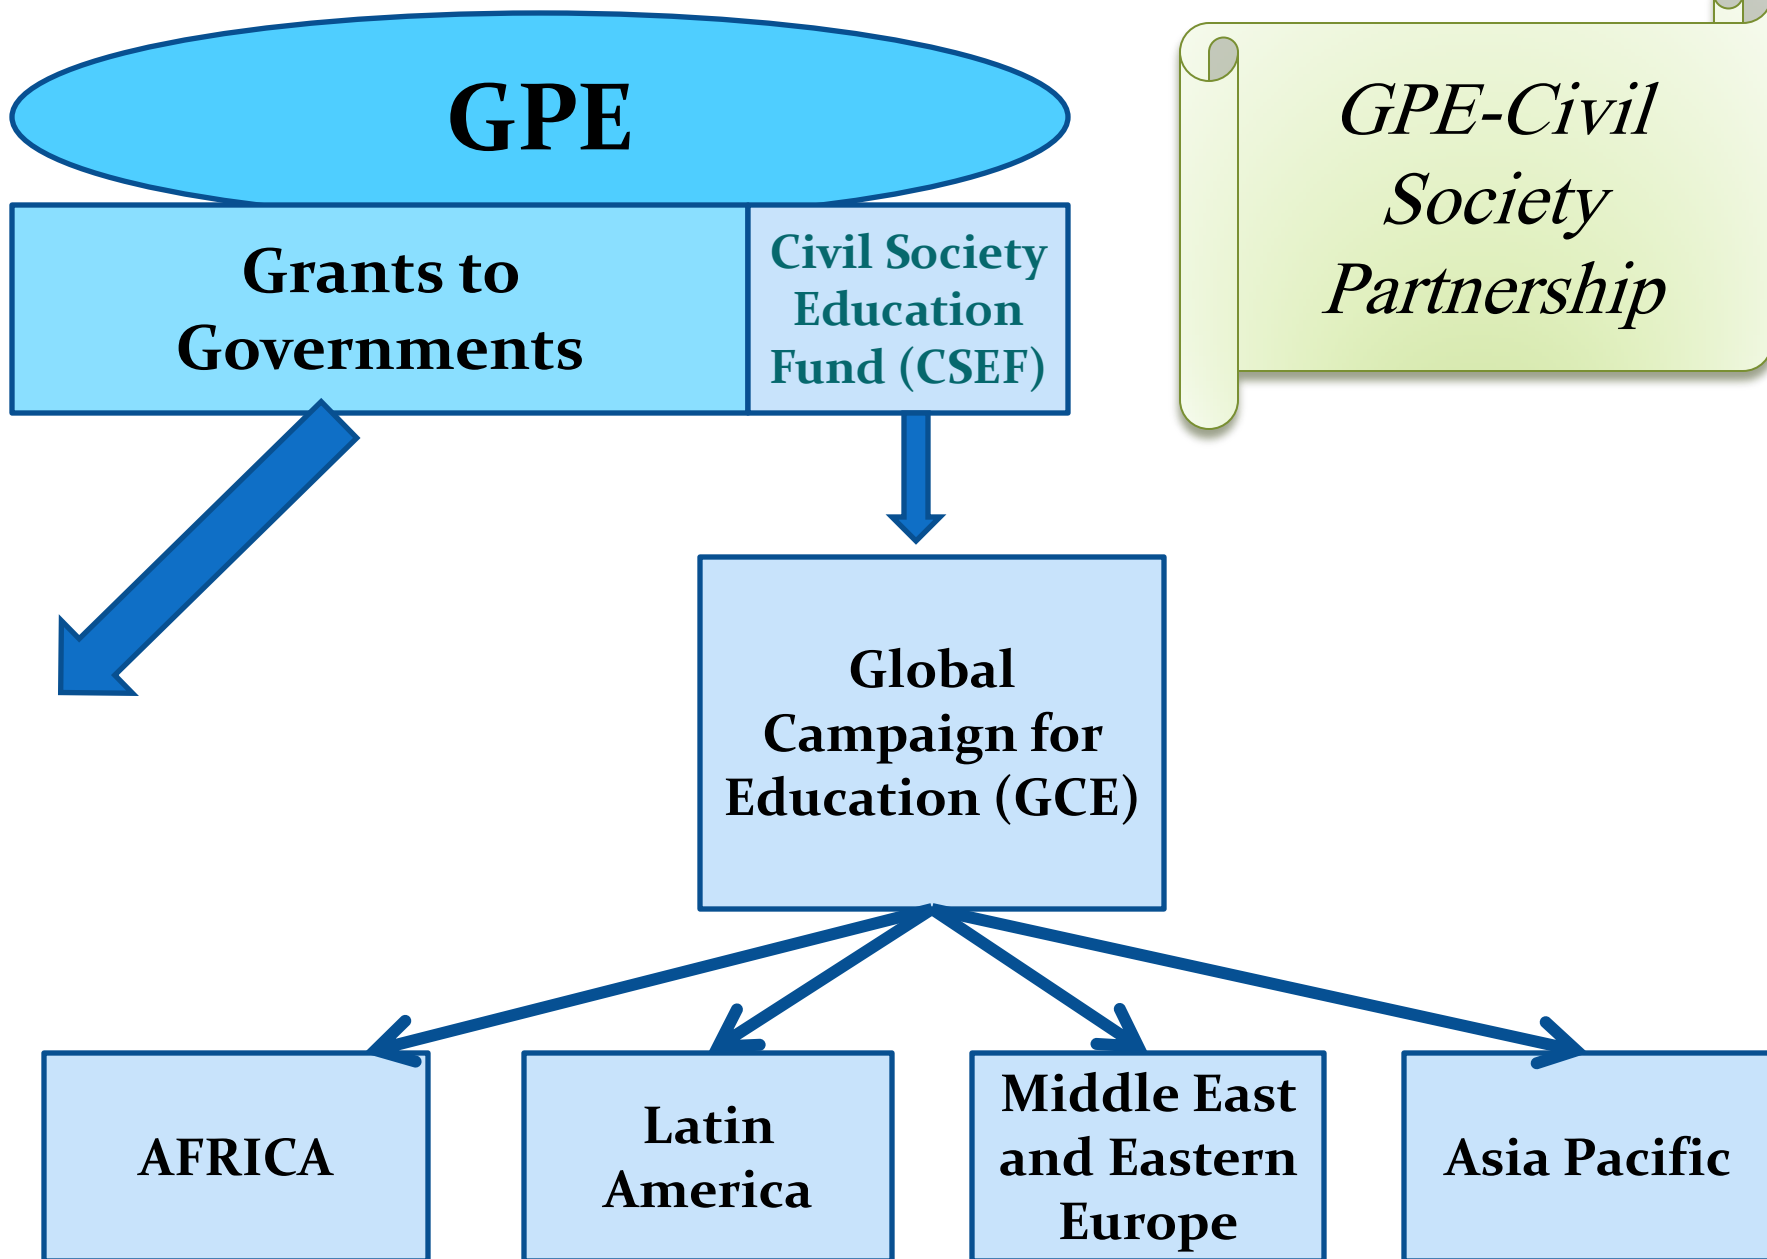 GPE
GPE-Civil
Society
Partnership
Grants to
Governments
Civil Society
Education
Fund (CSEF)
Global
Campaign for
Education (GCE)
AFRICA
Latin
America
Middle East
and Eastern
Europe
Asia Pacific